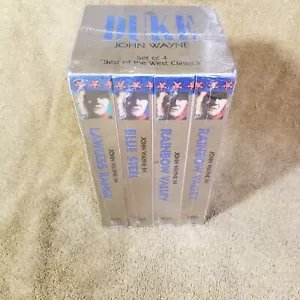 DUKE
JOHN WAYNE
Set of 4
"Best of the West Classics"
JOHN WAYNE IN
LAWLESS RANGE
JOHN WAYNE IN
BLUE STEEL
JOHN WAYNE IN
RAINBOW VALLEY
JOHN WAYNE IN
RAINBOW VALLEY